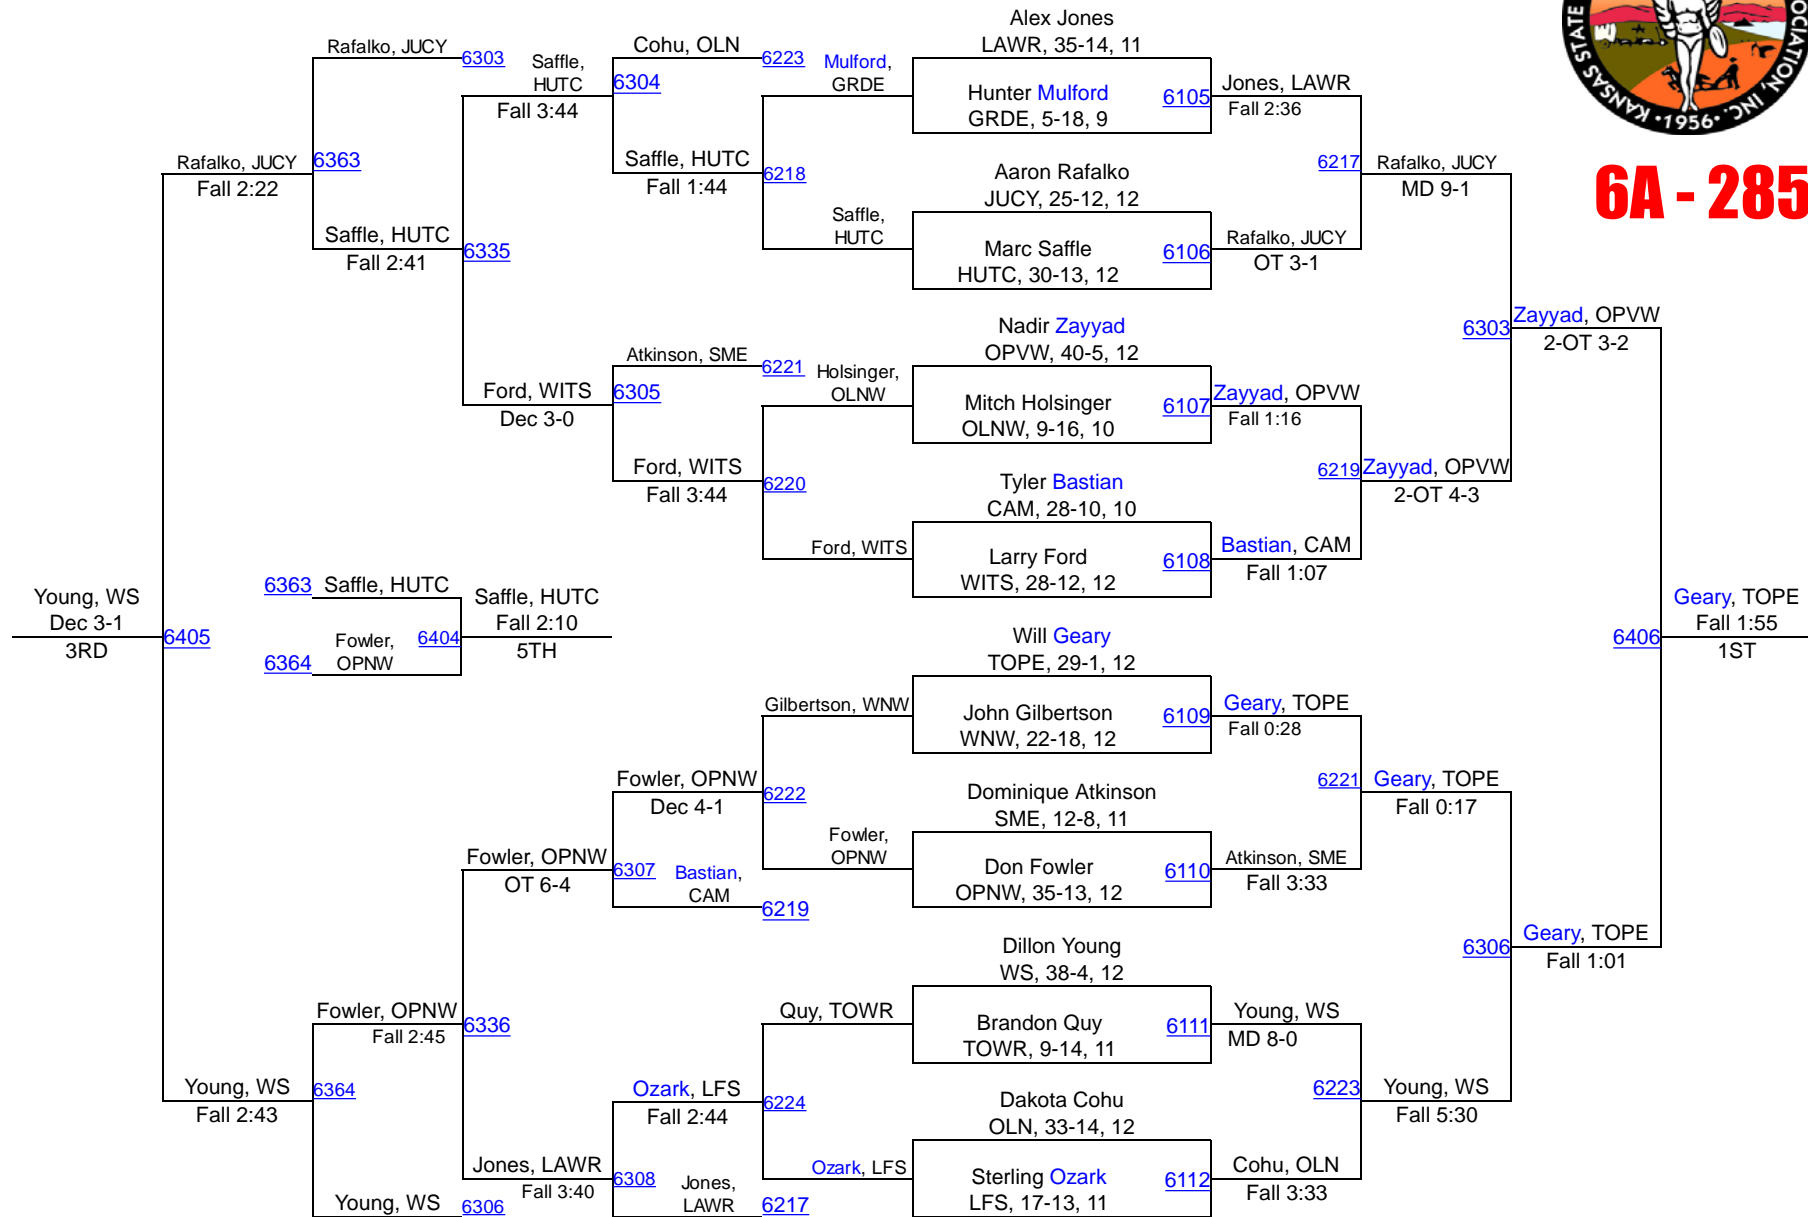 KANSAS STATE
OCIATION, INC.
•1956•
6A - 285
Alex Jones
LAWR, 35-14, 11
Hunter Mulford
GRDE, 5-18, 9
6105
Jones, LAWR
Fall 2:36
Aaron Rafalko
JUCY, 25-12, 12
Marc Saffle
HUTC, 30-13, 12
6106
Rafalko, JUCY
OT 3-1
6217
Rafalko, JUCY
MD 9-1
Nadir Zayyad
OPVW, 40-5, 12
Mitch Holsinger
OLNW, 9-16, 10
6107
Zayyad, OPVW
Fall 1:16
Tyler Bastian
CAM, 28-10, 10
Larry Ford
WITS, 28-12, 12
6108
Bastian, CAM
Fall 1:07
6219
Zayyad, OPVW
2-OT 4-3
6303
Zayyad, OPVW
2-OT 3-2
Will Geary
TOPE, 29-1, 12
John Gilbertson
WNW, 22-18, 12
6109
Geary, TOPE
Fall 0:28
Dominique Atkinson
SME, 12-8, 11
Don Fowler
OPNW, 35-13, 12
6110
Atkinson, SME
Fall 3:33
6221
Geary, TOPE
Fall 0:17
Dillon Young
WS, 38-4, 12
Brandon Quy
TOWR, 9-14, 11
6111
Young, WS
MD 8-0
Dakota Cohu
OLN, 33-14, 12
Sterling Ozark
LFS, 17-13, 11
6112
Cohu, OLN
Fall 3:33
6223
Young, WS
Fall 5:30
6306
Geary, TOPE
Fall 1:01
6406
Geary, TOPE
Fall 1:55
1ST
Mulford,
GRDE
Saffle,
HUTC
6218
Cohu, OLN
6223
Saffle, HUTC
Fall 1:44
6304
Saffle,
HUTC
Fall 3:44
Holsinger,
OLNW
Ford, WITS
6220
Atkinson, SME
6221
Ford, WITS
Fall 3:44
6305
Ford, WITS
Dec 3-0
6335
Saffle, HUTC
Fall 2:41
Rafalko, JUCY
6303
6363
Rafalko, JUCY
Fall 2:22
6363
Saffle, HUTC
Fowler,
OPNW
6364
6404
Saffle, HUTC
Fall 2:10
5TH
Young, WS
Dec 3-1
3RD
6405
Gilbertson, WNW
Fowler,
OPNW
6222
Fowler, OPNW
Dec 4-1
Bastian,
CAM
6219
6307
Fowler, OPNW
OT 6-4
Quy, TOWR
Ozark, LFS
6224
Ozark, LFS
Fall 2:44
Jones,
LAWR
6217
6308
Jones, LAWR
Fall 3:40
6336
Fowler, OPNW
Fall 2:45
Young, WS
6306
6364
Young, WS
Fall 2:43